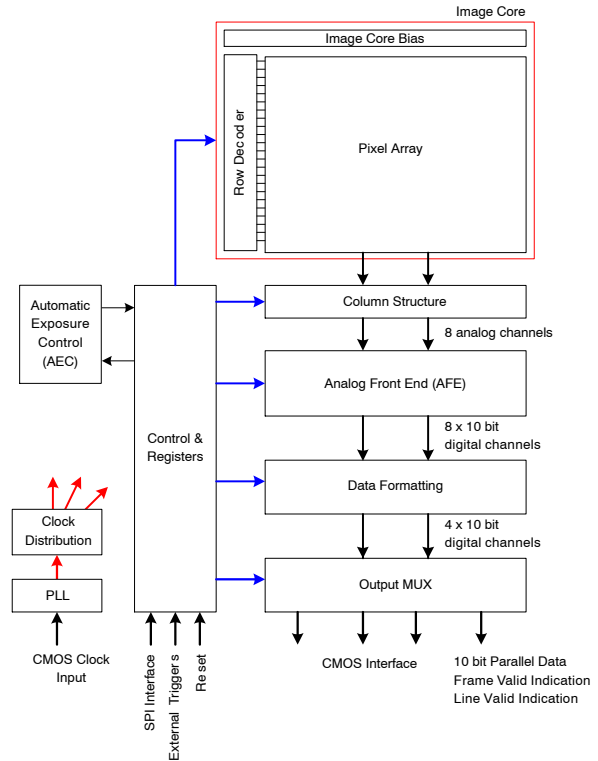 Image Core
Image Core Bias
Row Decoder
Pixel Array
Automatic
Exposure
Control
(AEC)
Column Structure
8 analog channels
Analog Front End (AFE)
Control &
Registers
8 x 10 bit
digital channels
Data Formatting
Clock
Distribution
4 x 10 bit
digital channels
PLL
Output MUX
CMOS Clock
Input
SPI Interface
External Triggers
Reset
CMOS Interface
10 bit Parallel Data
Frame Valid Indication
Line Valid Indication